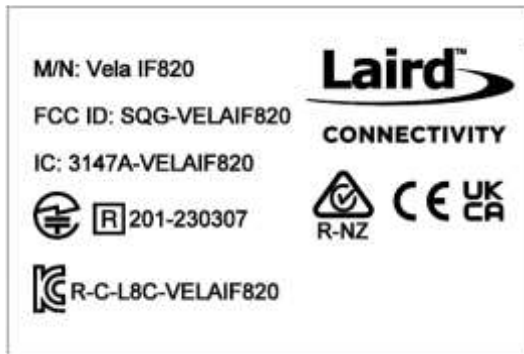 M/N: Vela IF820
FCC ID: SQG-VELAIF820
IC: 3147A-VELAIF820
R 201-230307
R-C-L8C-VELAIF820
Laird™
CONNECTIVITY
R-NZ
CE
UK
CA